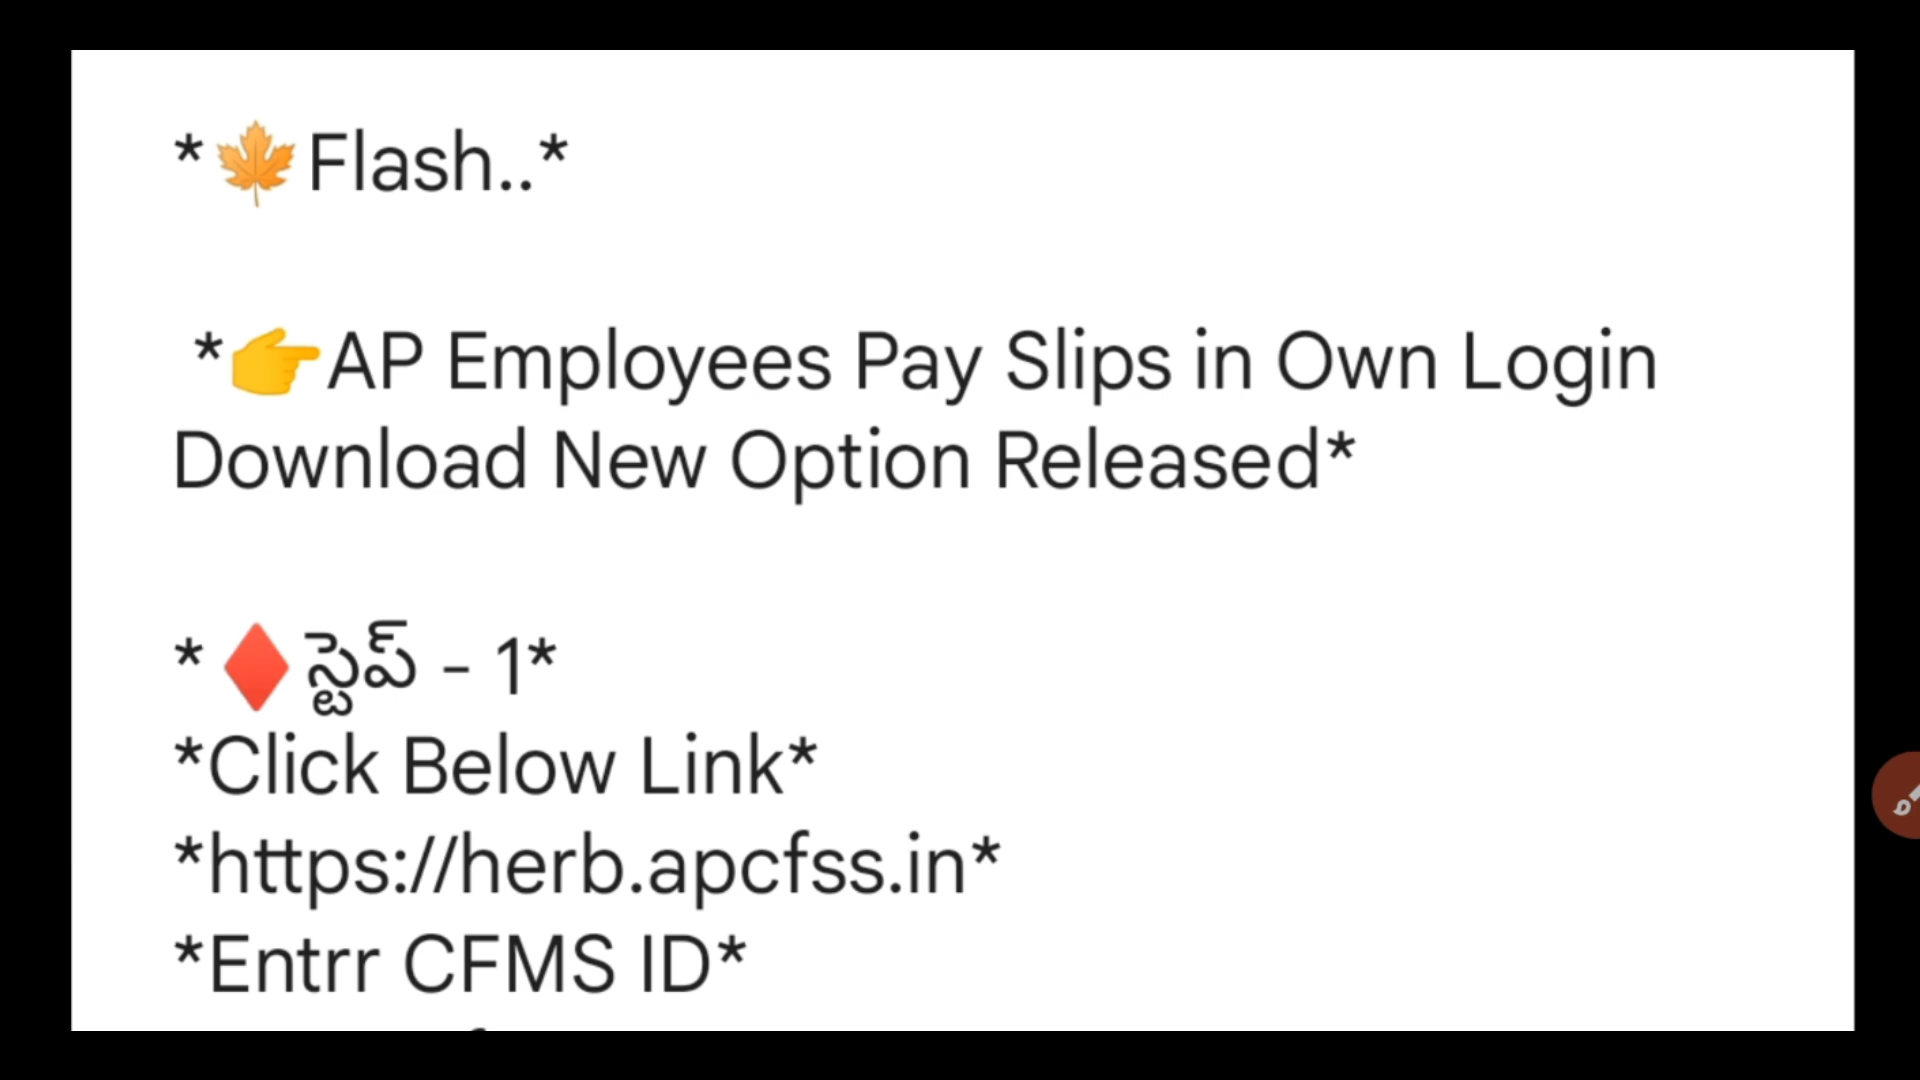 *🍁Flash..*
*👉AP Employees Pay Slips in Own Login
Download New Option Released*
*♦️స్టెప్ - 1*
*Click Below Link*
*https://herb.apcfss.in*
*Entrr CFMS ID*